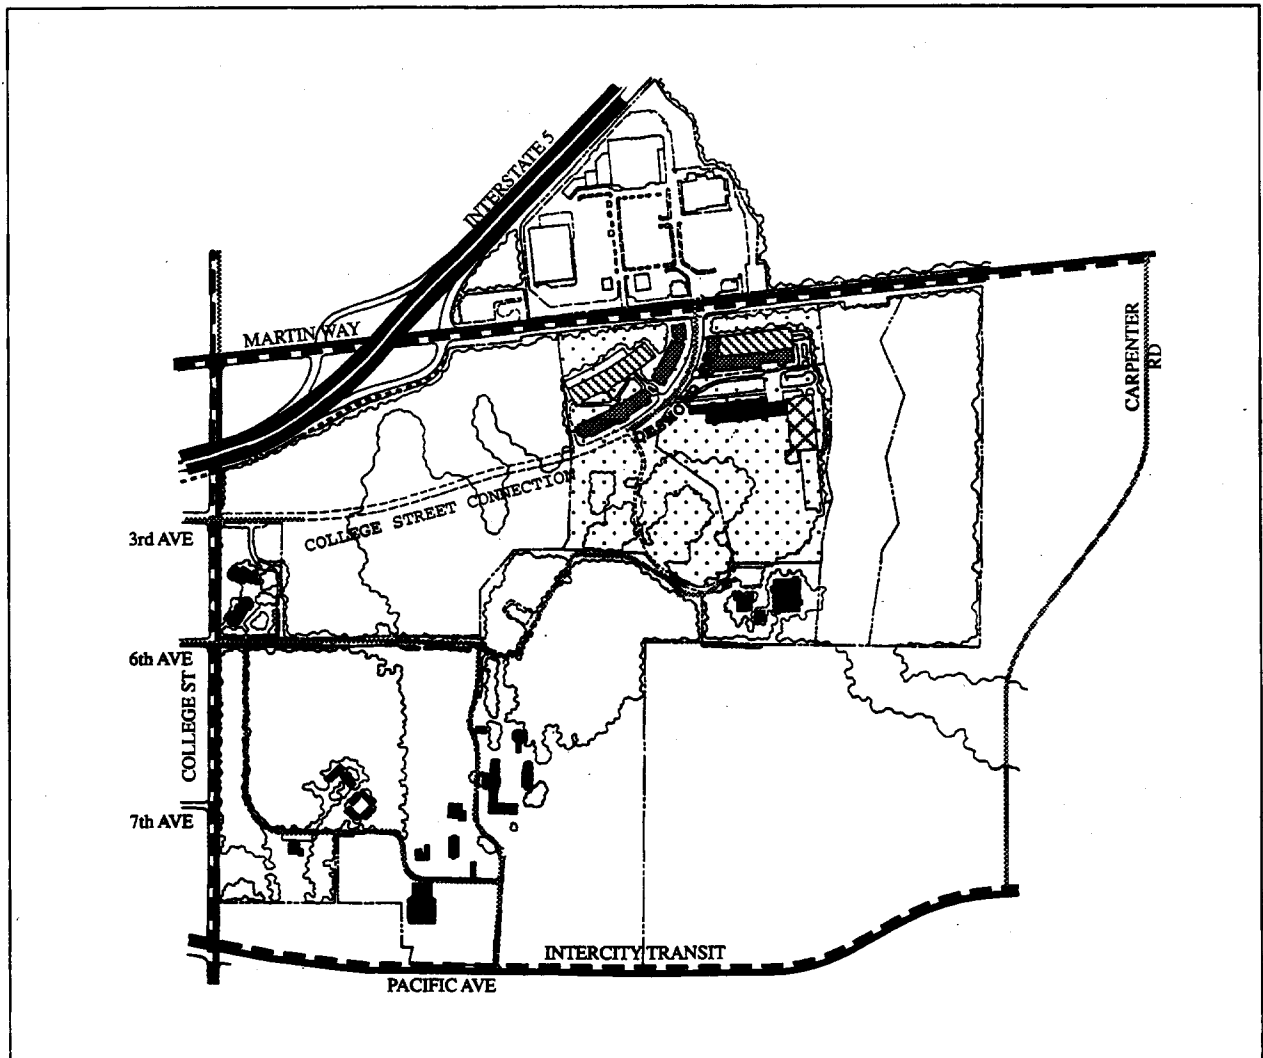 INTERSTATE 5
MARTIN WAY
CARPENTER
RD
COLLEGE STREET CONNECTION
3rd AVE
6th AVE
COLLEGE ST
7th AVE
INTERCITY TRANSIT
PACIFIC AVE